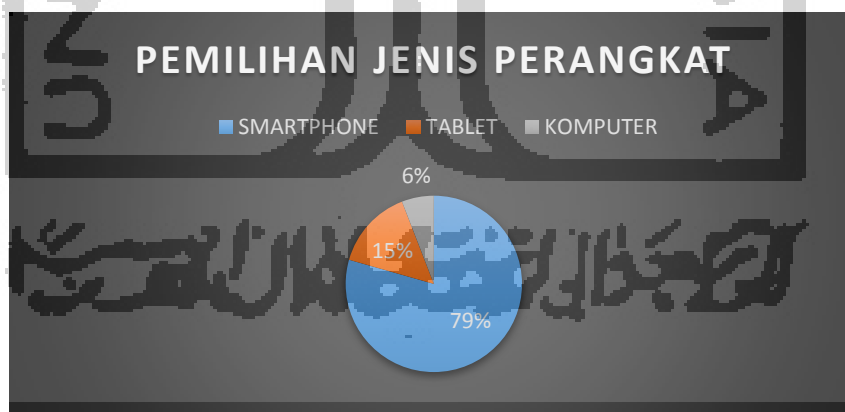 PEMILIHAN JENIS PERANGKAT
SMARTPHONE TABLET KOMPUTER
6%
15%
79%